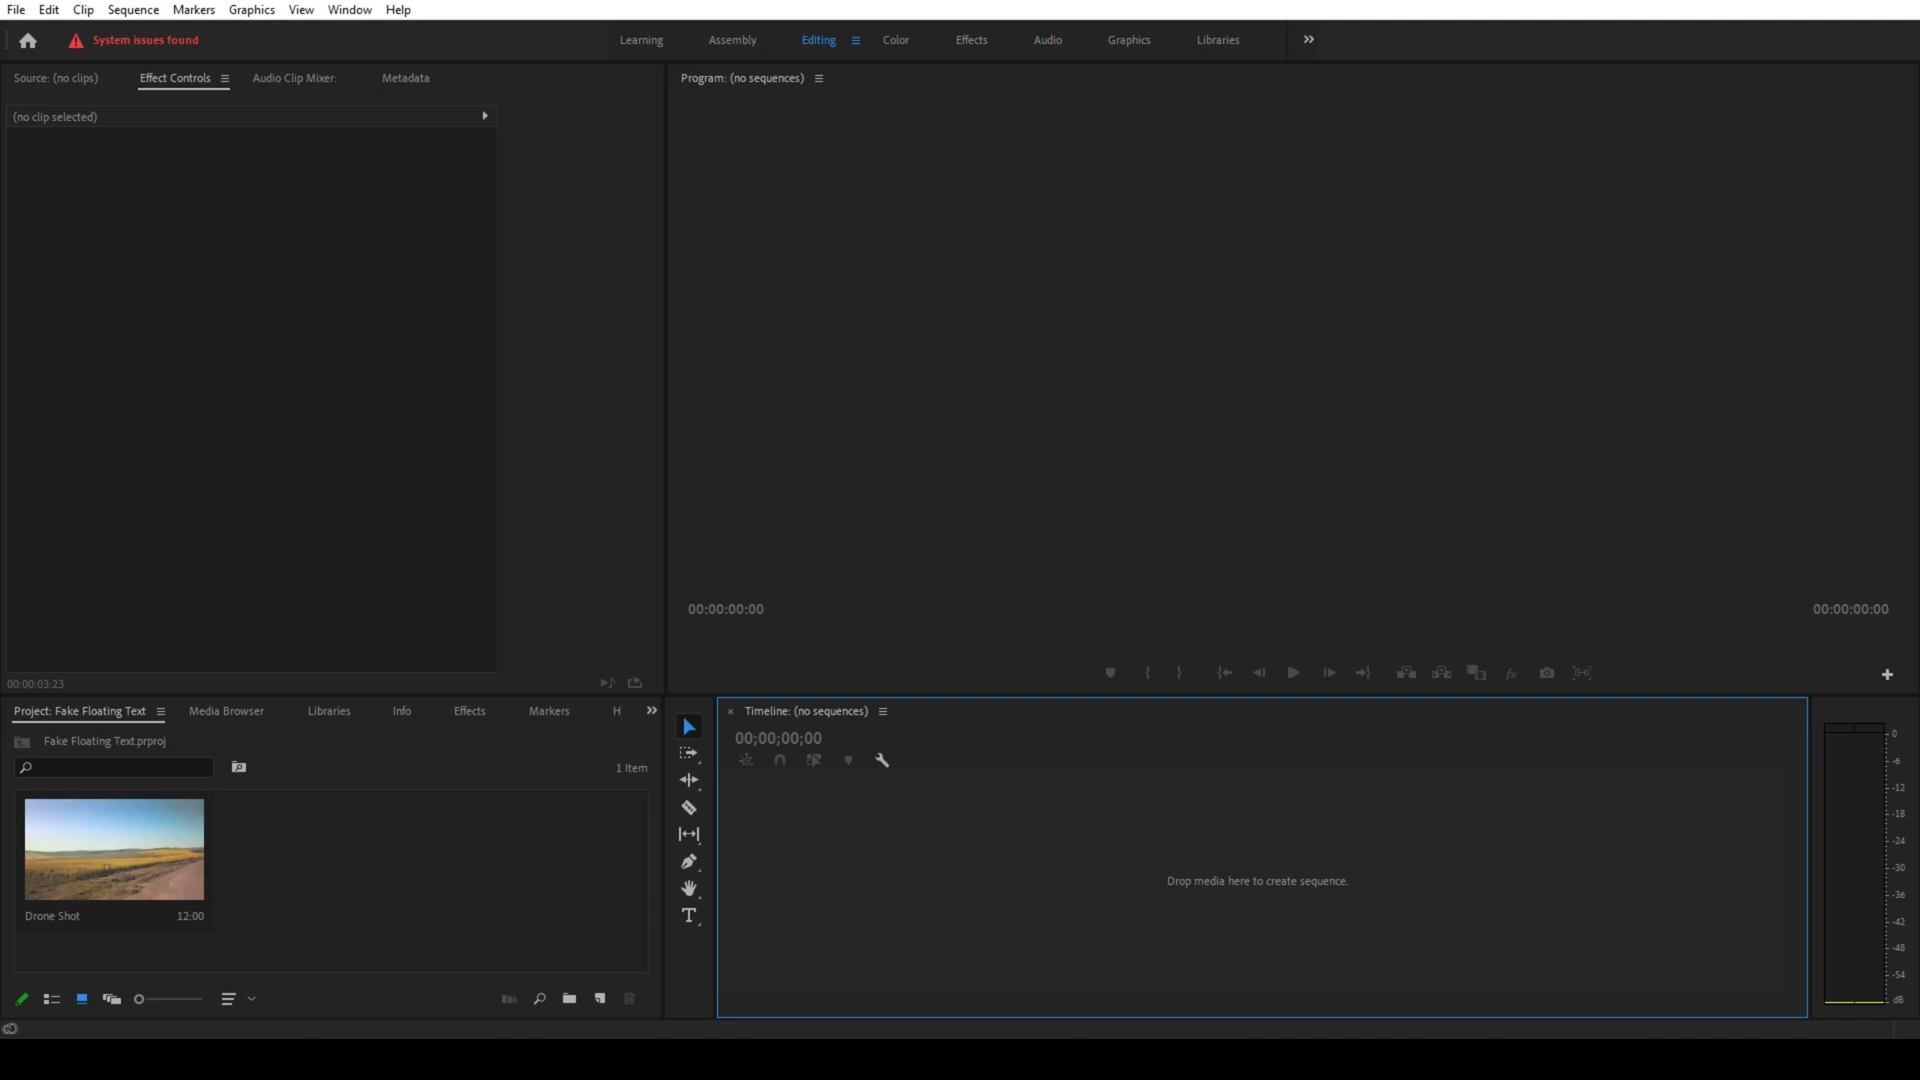 File Edit Clip Sequence Markers Graphics View Window Help
System issues found
Learning Assembly Editing Color Effects Audio Graphics Libraries
Source: (no clips) Effect Controls Audio Clip Mixer: Metadata
Program: (no sequences)
(no clip selected)
00:00:00:00 00:00:00:00
00:00:03:23
Project: Fake Floating Text Media Browser Libraries Info Effects Markers H
Fake Floating Text.prproj
1 Item
Drone Shot 12:00
Timeline: (no sequences)
00;00;00;00
Drop media here to create sequence.
0
-6
-12
-18
-24
-30
-36
-42
-48
-54
dB